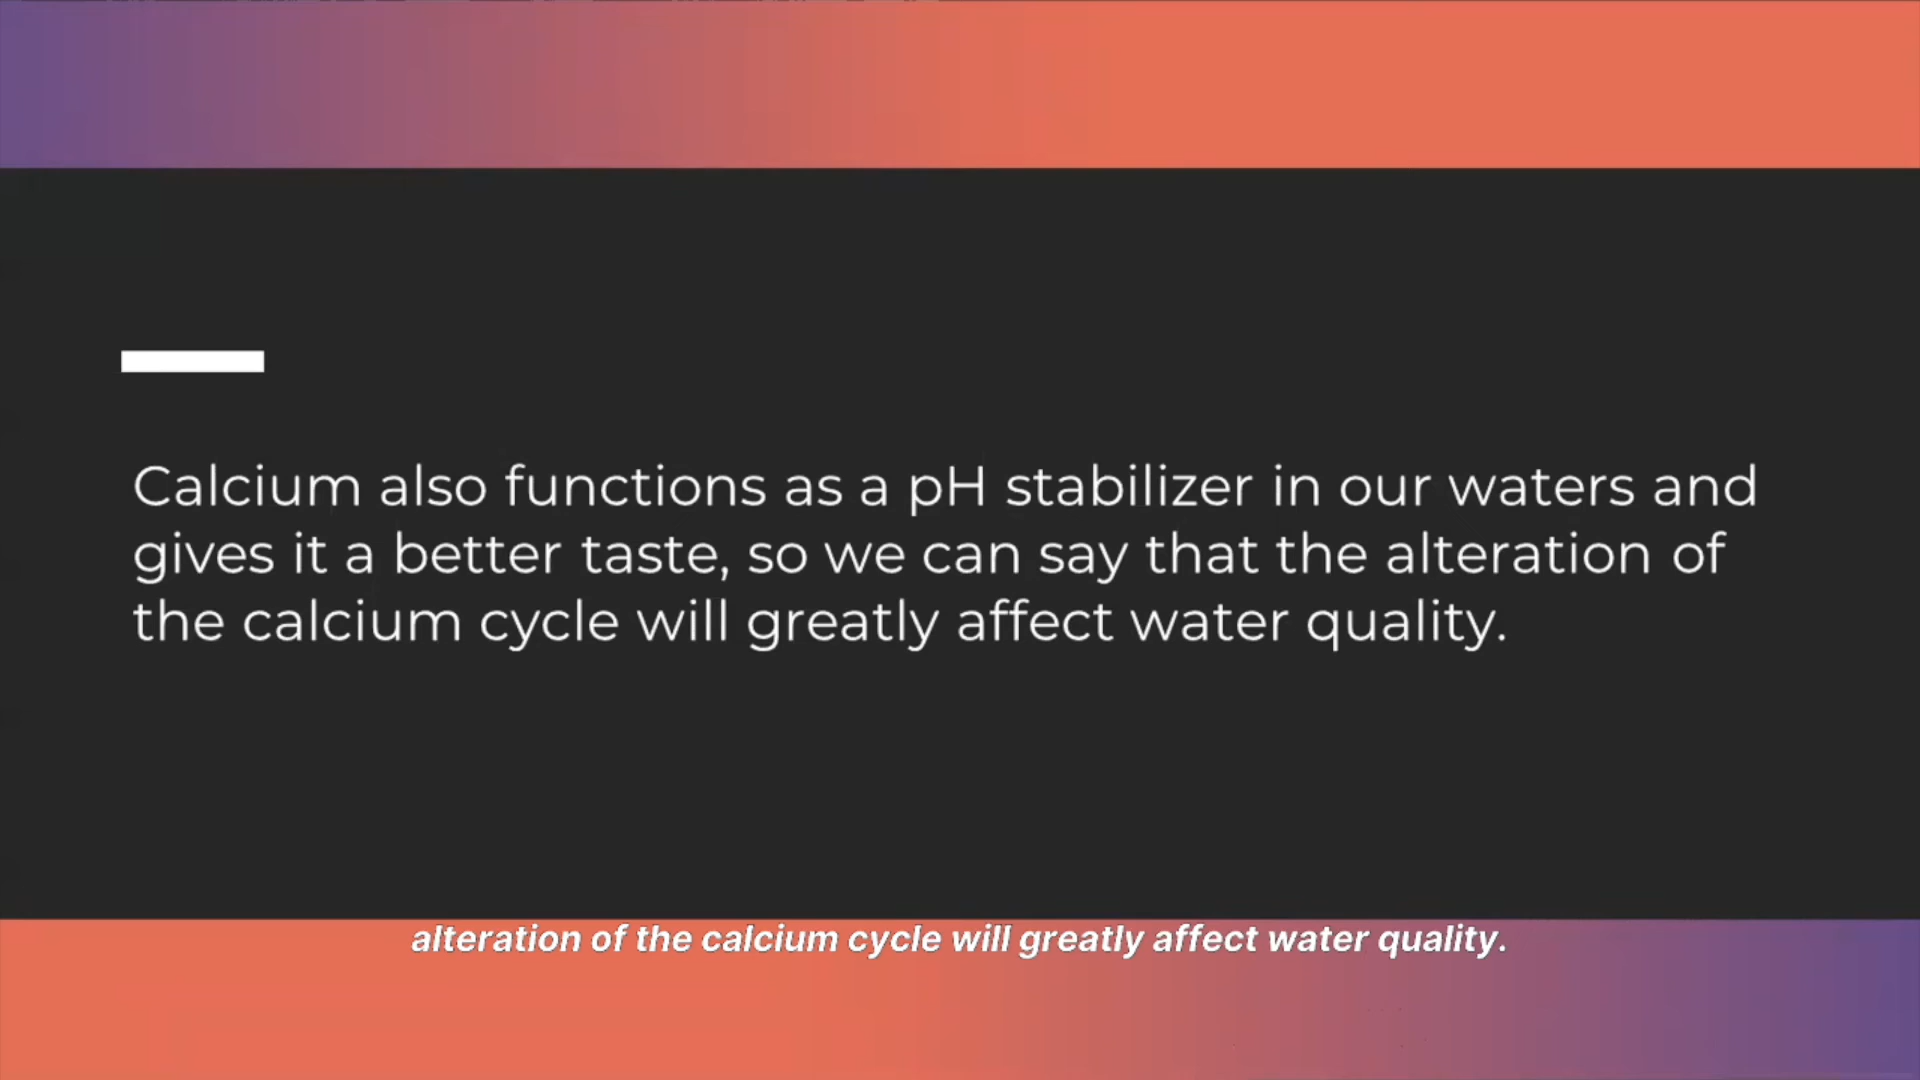 Calcium also functions as a pH stabilizer in our waters and
gives it a better taste, so we can say that the alteration of
the calcium cycle will greatly affect water quality.
alteration of the calcium cycle will greatly affect water quality.